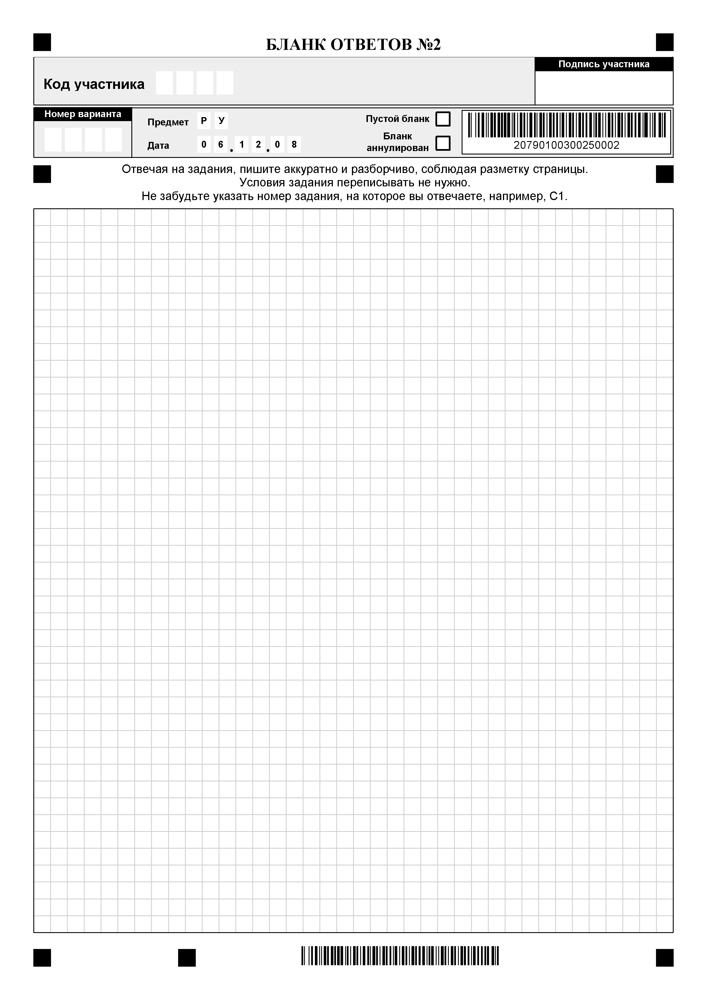 БЛАНК ОТВЕТОВ №2
Подпись участника
Код участника
Номер варианта
Предмет Р У
Пустой бланк
Дата 0 6 . 1 2 . 0 8
Бланк
аннулирован
20790100300250002
Отвечая на задания, пишите аккуратно и разборчиво, соблюдая разметку страницы.
Условия задания переписывать не нужно.
Не забудьте указать номер задания, на которое вы отвечаете, например, С1.